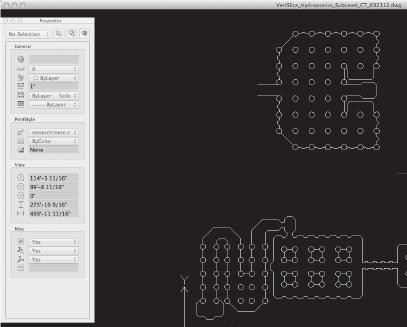 VertSlice_Hydroponics_SubLevel_CT_032112.dwg
Properties
No Selection
General
0
ByLayer
1"
ByLayer Solid
ByLayer
PrintStyle
monochrome.c
ByColor
None
View
114'-5 11/16"
99'-8 11/16"
0"
275'-10 9/16"
489'-11 11/16"
Misc
Yes
Yes
Yes
Y